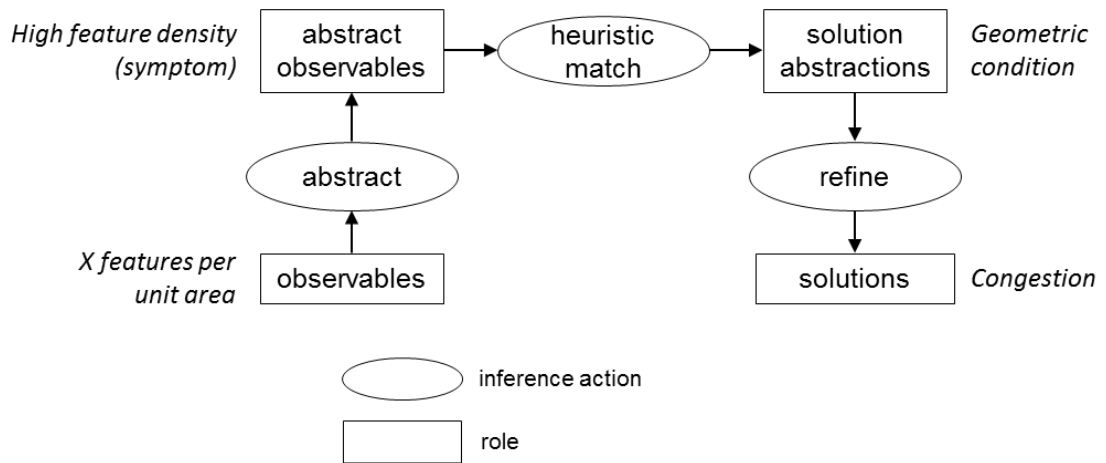 High feature density
(symptom)
abstract
observables
heuristic
match
solution
abstractions
Geometric
condition
abstract
refine
X features per
unit area
observables
solutions
Congestion
inference action
role